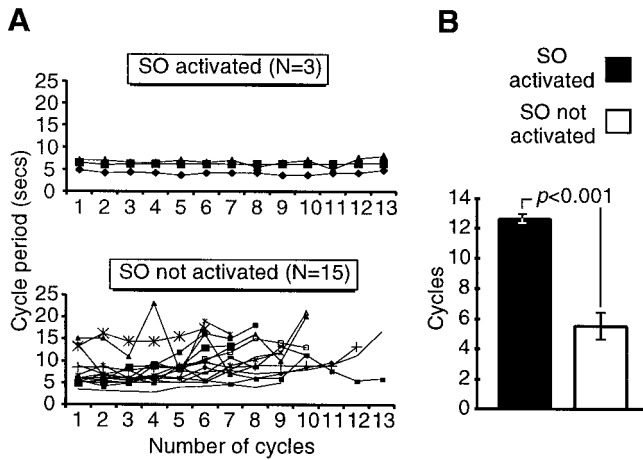 A
SO activated (N=3)
25
20
15
10
5
0
1 2 3 4 5 6 7 8 9 10 11 12 13
Cycle period (secs)
SO not activated (N=15)
25
20
15
10
5
0
1 2 3 4 5 6 7 8 9 10 11 12 13
Number of cycles
B
SO
activated
SO not
activated
p<0.001
14
12
10
8
6
4
2
0
Cycles